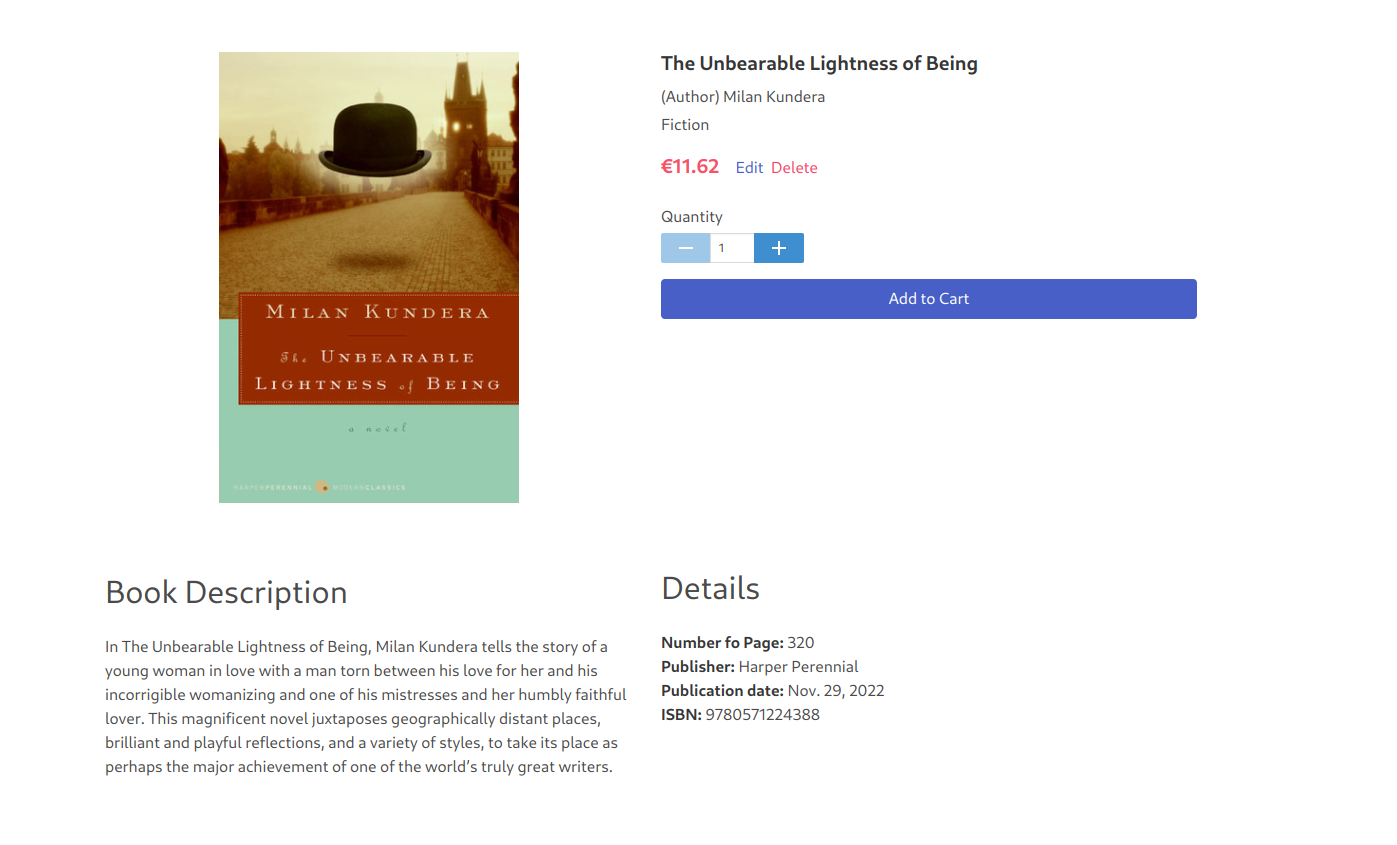 MILAN KUNDERA
The UNBEARABLE
LIGHTNESS of BEING
a novel
HARPERPERENNIAL MODERNCLASSICS
The Unbearable Lightness of Being
(Author) Milan Kundera
Fiction
€11.62 Edit Delete
Quantity
1
Add to Cart
Book Description
In The Unbearable Lightness of Being, Milan Kundera tells the story of a
young woman in love with a man torn between his love for her and his
incorrigible womanizing and one of his mistresses and her humbly faithful
lover. This magnificent novel juxtaposes geographically distant places,
brilliant and playful reflections, and a variety of styles, to take its place as
perhaps the major achievement of one of the world’s truly great writers.
Details
Number fo Page: 320
Publisher: Harper Perennial
Publication date: Nov. 29, 2022
ISBN: 9780571224388